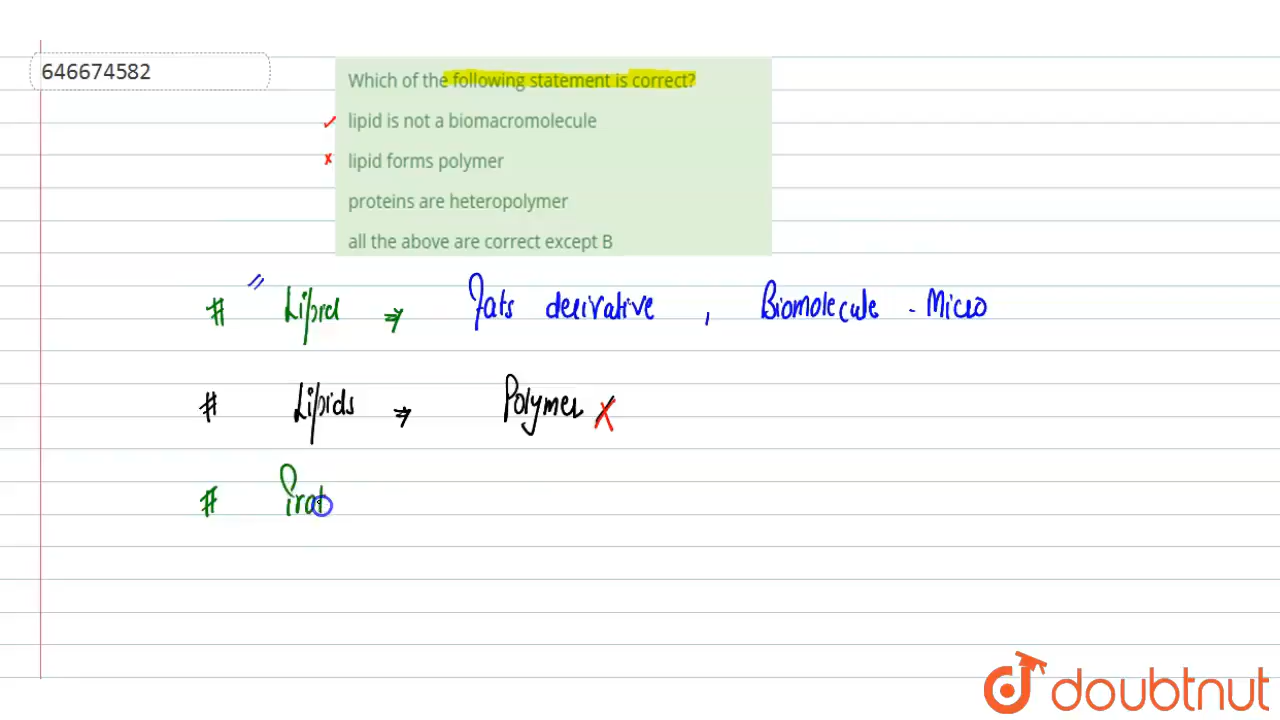 646674582
Which of the following statement is correct?
✓ lipid is not a biomacromolecule
x lipid forms polymer
proteins are heteropolymer
all the above are correct except B
# " Lipid ⇒ Fats derivative , Biomolecule - Micro
# Lipids ⇒ Polymer X
# Prot
doubtnut